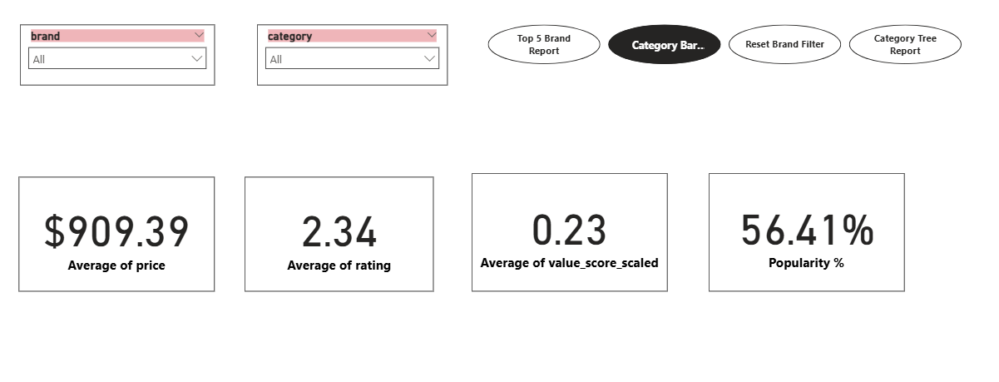 brand
All
category
All
Top 5 Brand
Report
Category Bar...
Reset Brand Filter
Category Tree
Report
$909.39
Average of price
2.34
Average of rating
0.23
Average of value_score_scaled
56.41%
Popularity %